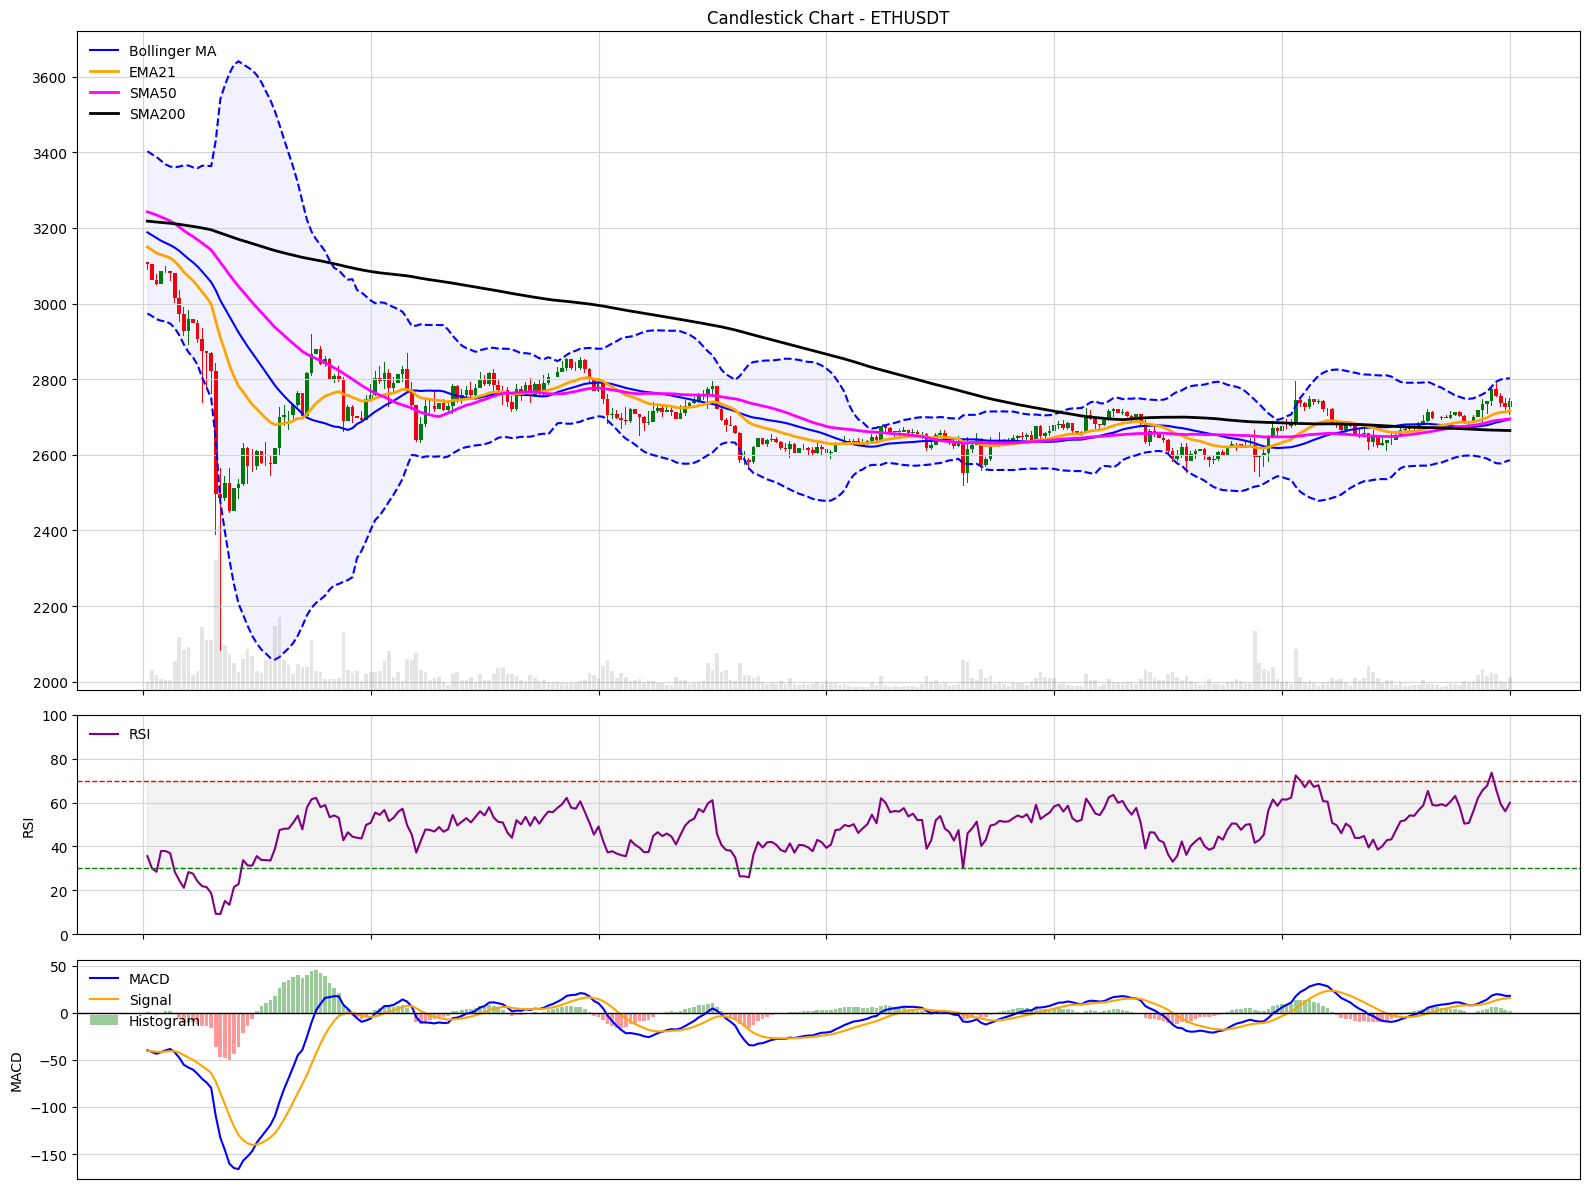 Candlestick Chart - ETHUSDT
Bollinger MA
EMA21
SMA50
SMA200
3600
3400
3200
3000
2800
2600
2400
2200
2000
RSI
RSI
100
80
60
40
20
0
MACD
Signal
Histogram
MACD
50
0
−50
−100
−150